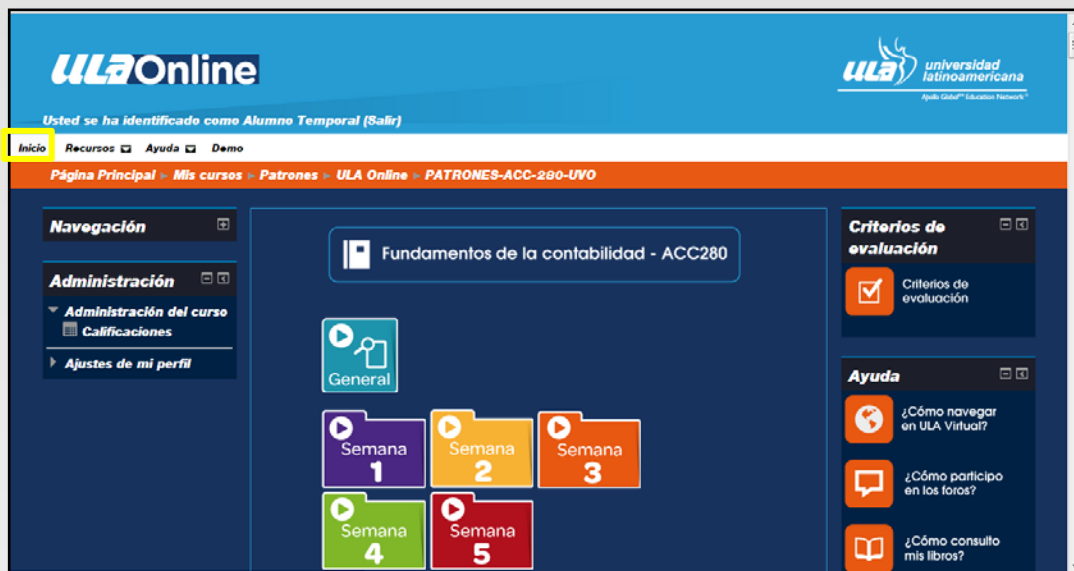 ULAOnline
ula universidad
latinoamericana
Apollo Global™ Education Network®
Usted se ha identificado como Alumno Temporal (Salir)
Inicio Recursos Ayuda Demo
Página Principal Mis cursos Patrones ULA Online PATRONES-ACC-280-UVO
Navegación
Administración
Administración del curso
Calificaciones
Ajustes de mi perfil
Fundamentos de la contabilidad - ACC280
General
Semana
1
Semana
2
Semana
3
Semana
4
Semana
5
Criterios de
evaluación
Criterios de
evaluación
Ayuda
¿Cómo navegar
en ULA Virtual?
¿Cómo participo
en los foros?
¿Cómo consulto
mis libros?